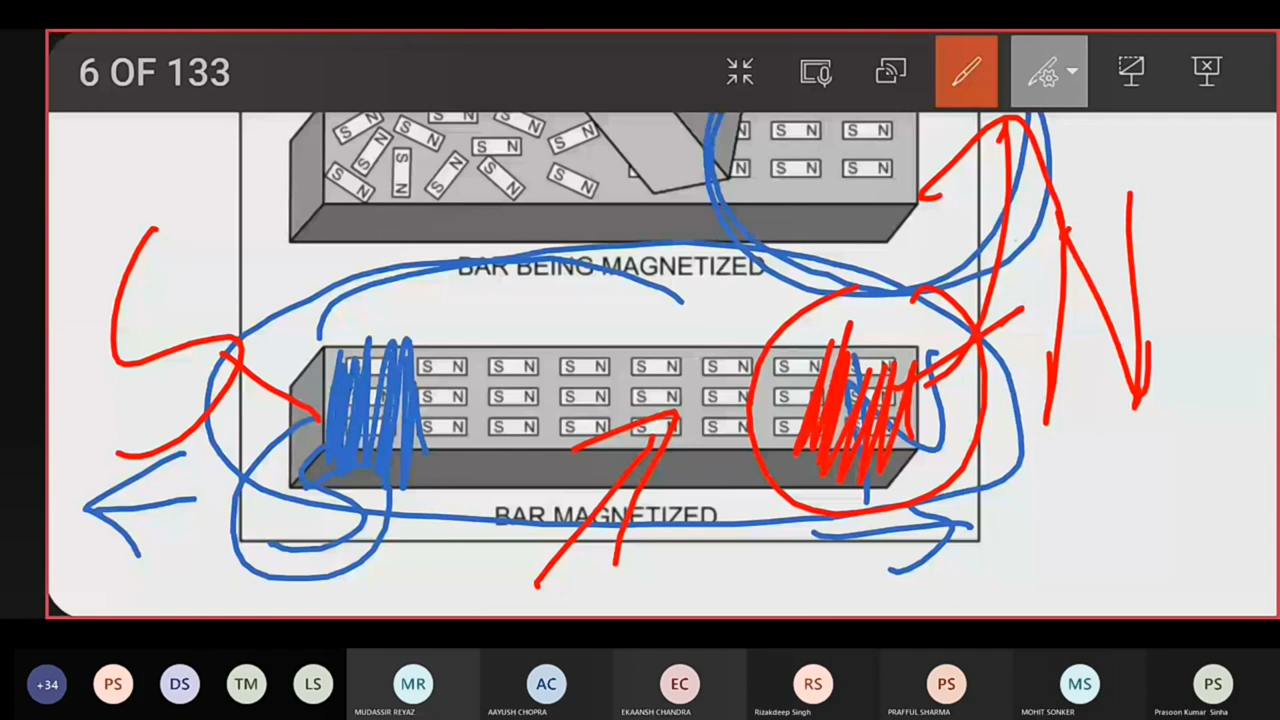 6 OF 133
S N S N S N S N
S N S N S N S N N S N S N
S N S N S N S N N S N S N
BAR BEING MAGNETIZED
S N
S N S N S N S N S N S N
S N S N S N S N S N S
S N S N S N S N S N S
BAR MAGNETIZED
+34 PS DS TM LS MR AC EC RS PS MS PS
MUDASSIR REYAZ AAYUSH CHOPRA EKAANSH CHANDRA Rizakdeep Singh PRAFFUL SHARMA MOHIT SONKER Prasoon Kumar Sinha